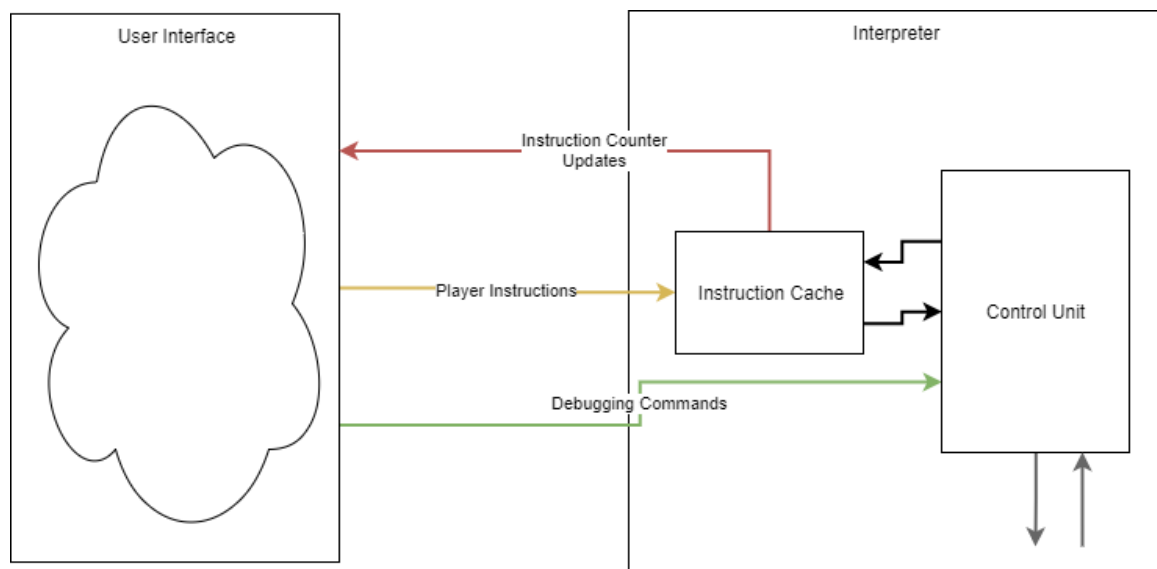 User Interface
Interpreter
Instruction Counter
Updates
Player Instructions
Instruction Cache
Control Unit
Debugging Commands